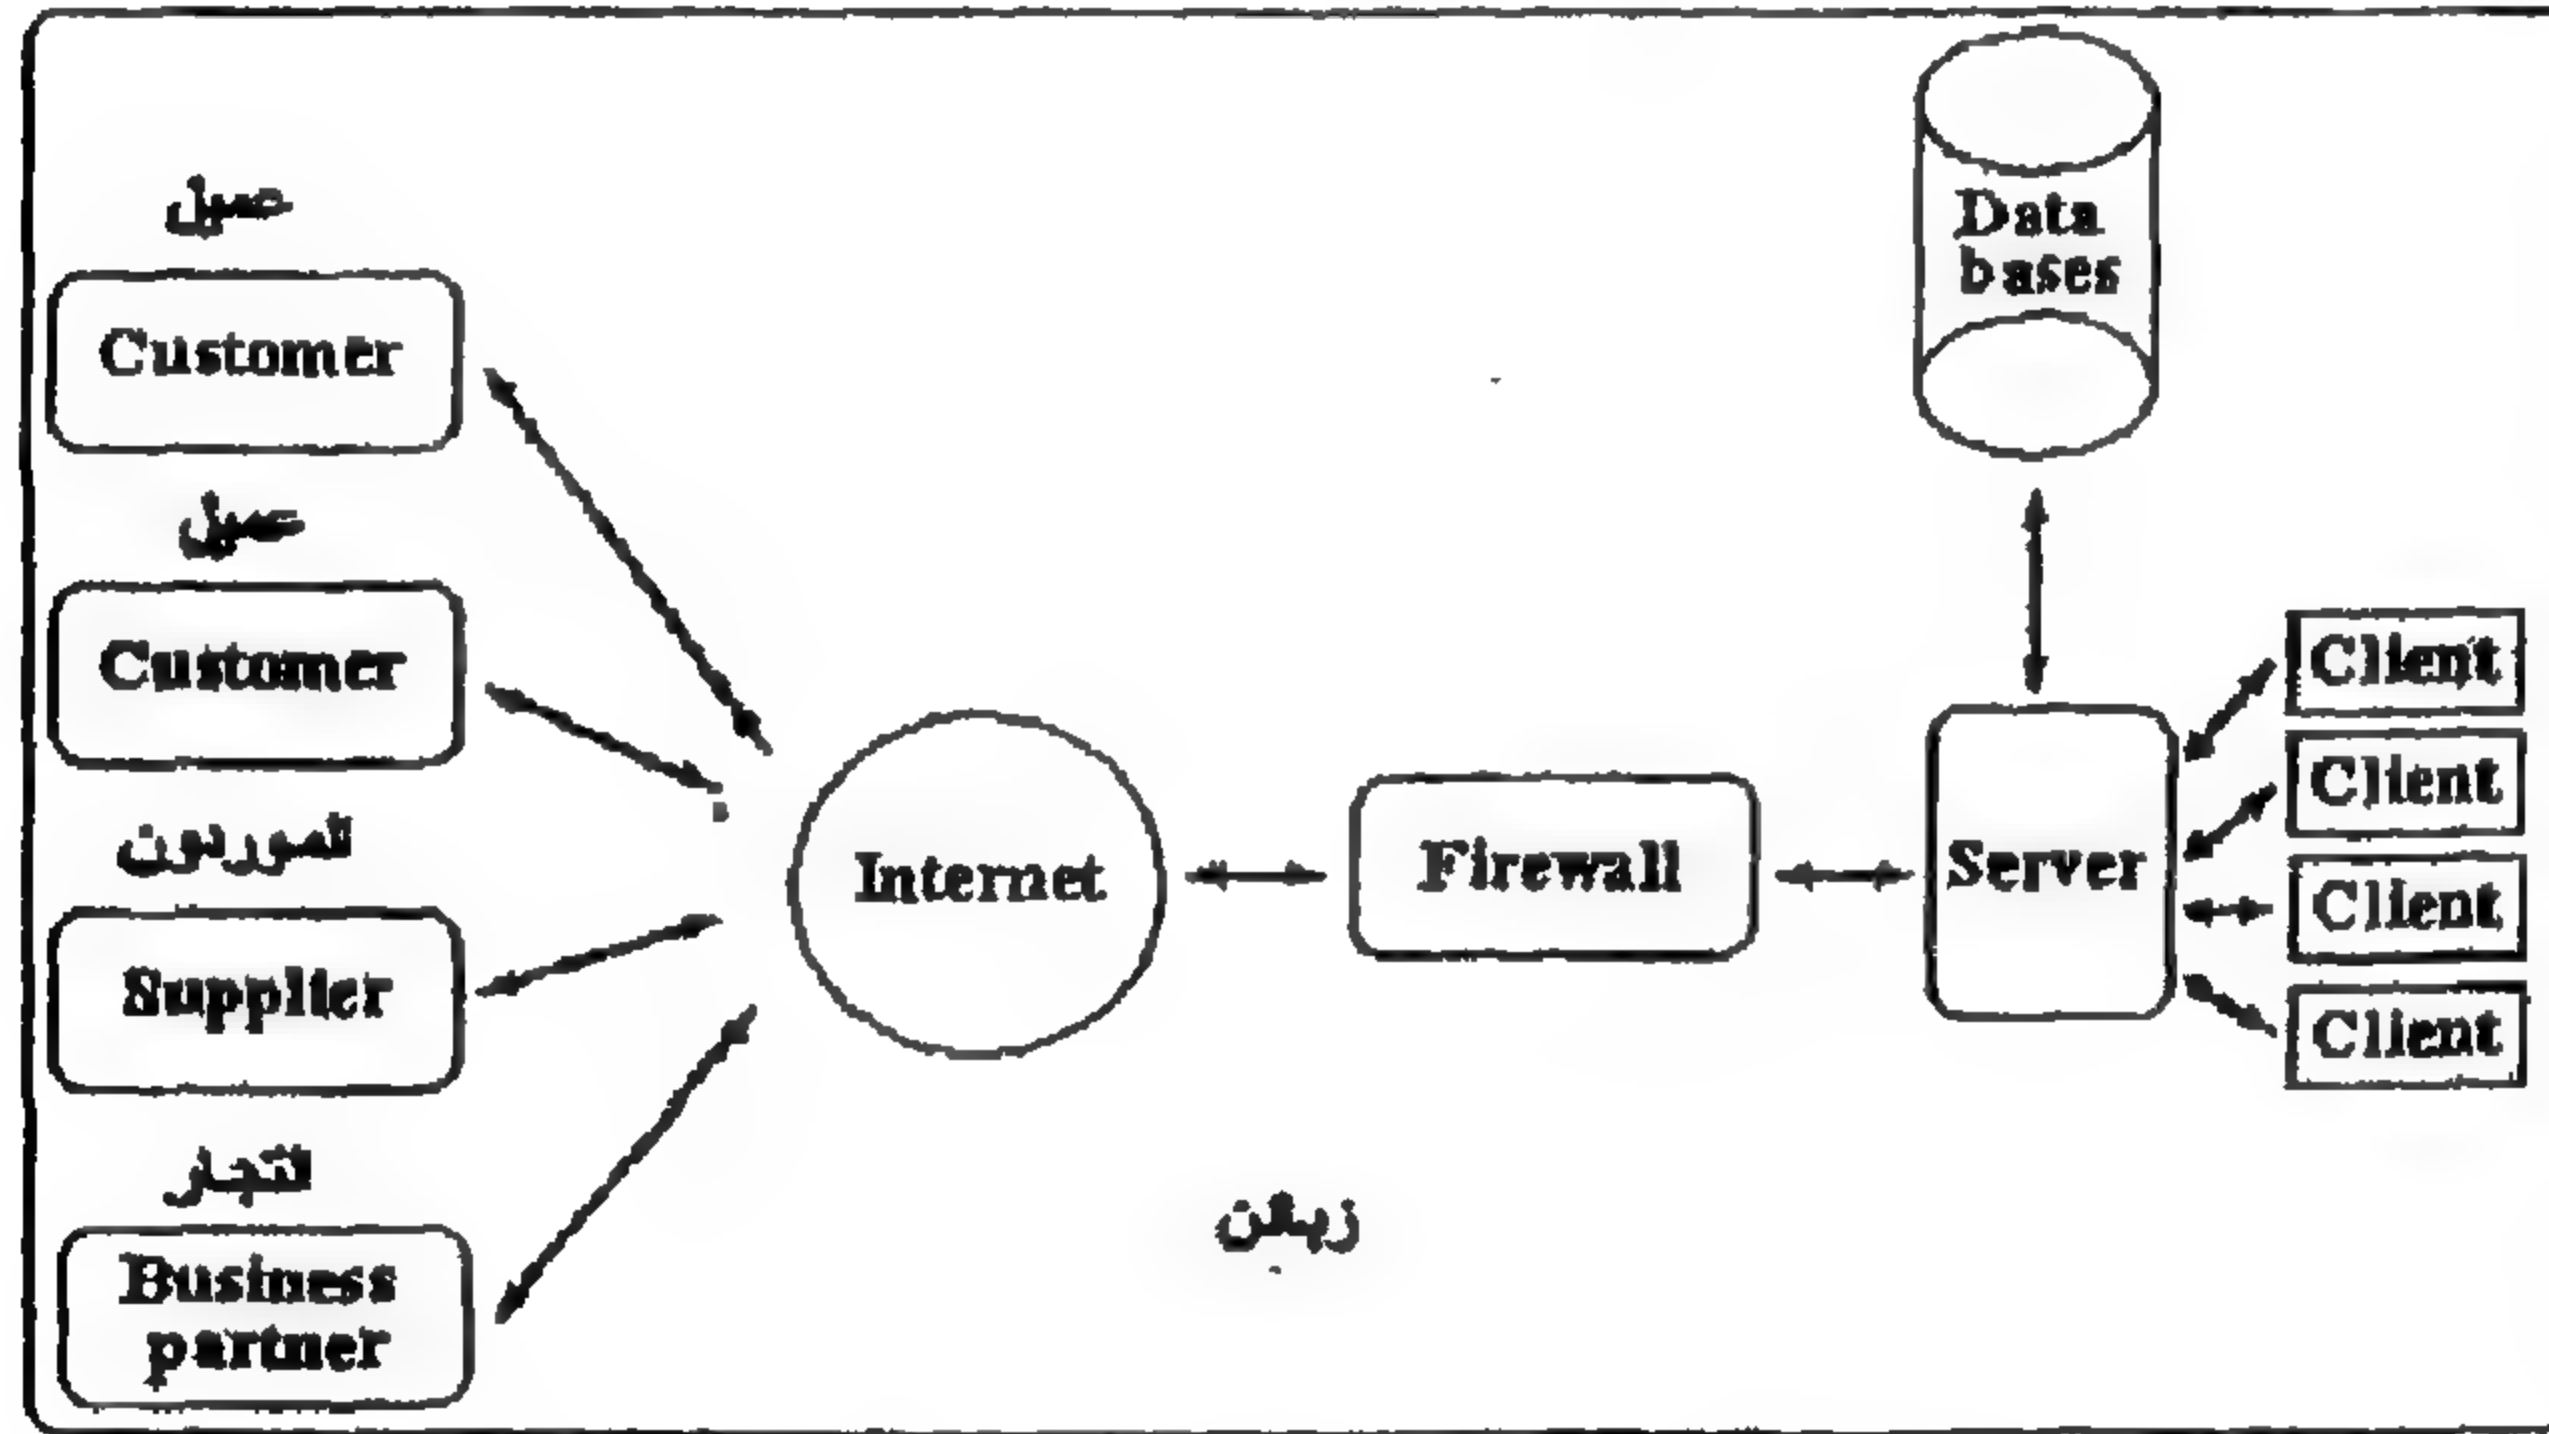 عميل
Customer
عميل
Customer
الموردون
Supplier
التجار
Business
partner
Internet
Firewall
Data
bases
Server
Client
Client
Client
Client
زبائن